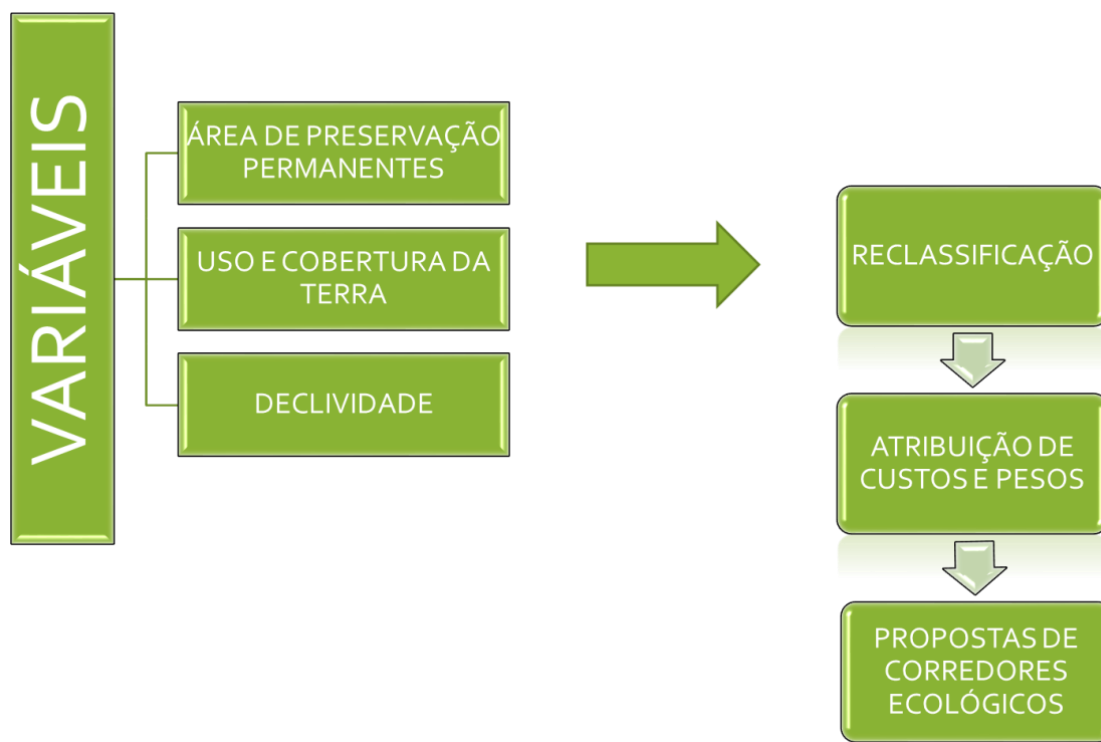 VARIÁVEIS
ÁREA DE PRESERVAÇÃO
PERMANENTES
USO E COBERTURA DA
TERRA
DECLIVIDADE
RECLASSIFICAÇÃO
ATRIBUIÇÃO DE
CUSTOS E PESOS
PROPOSTAS DE
CORREDORES
ECOLÓGICOS